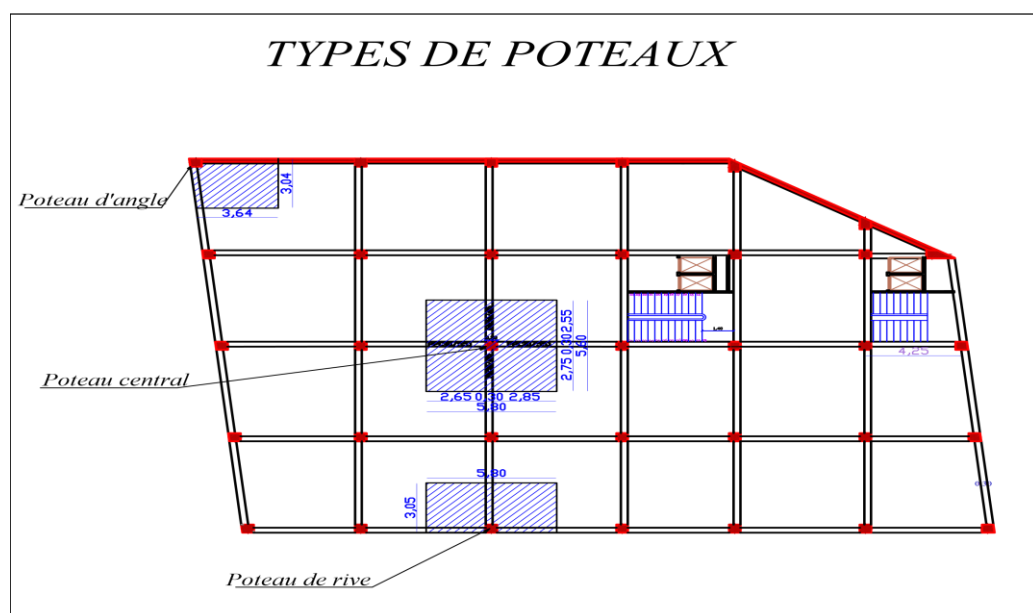 TYPES DE POTEAUX
Poteau d'angle
3,04
3,64
2,55
0,30
2,75
5,60
Poteau central
2,65 0,30 2,85
5,80
4,25
5,80
3,05
Poteau de rive